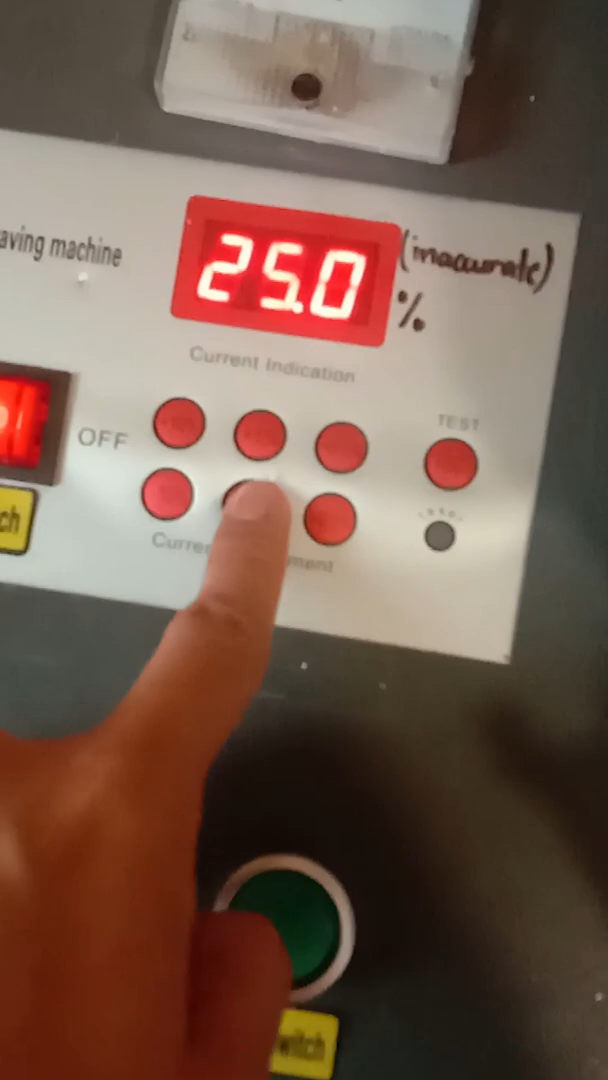 aving machine
25.0
(inaccurate)
%
Current Indication
TEST
OFF
ch
Curre
ment
witch